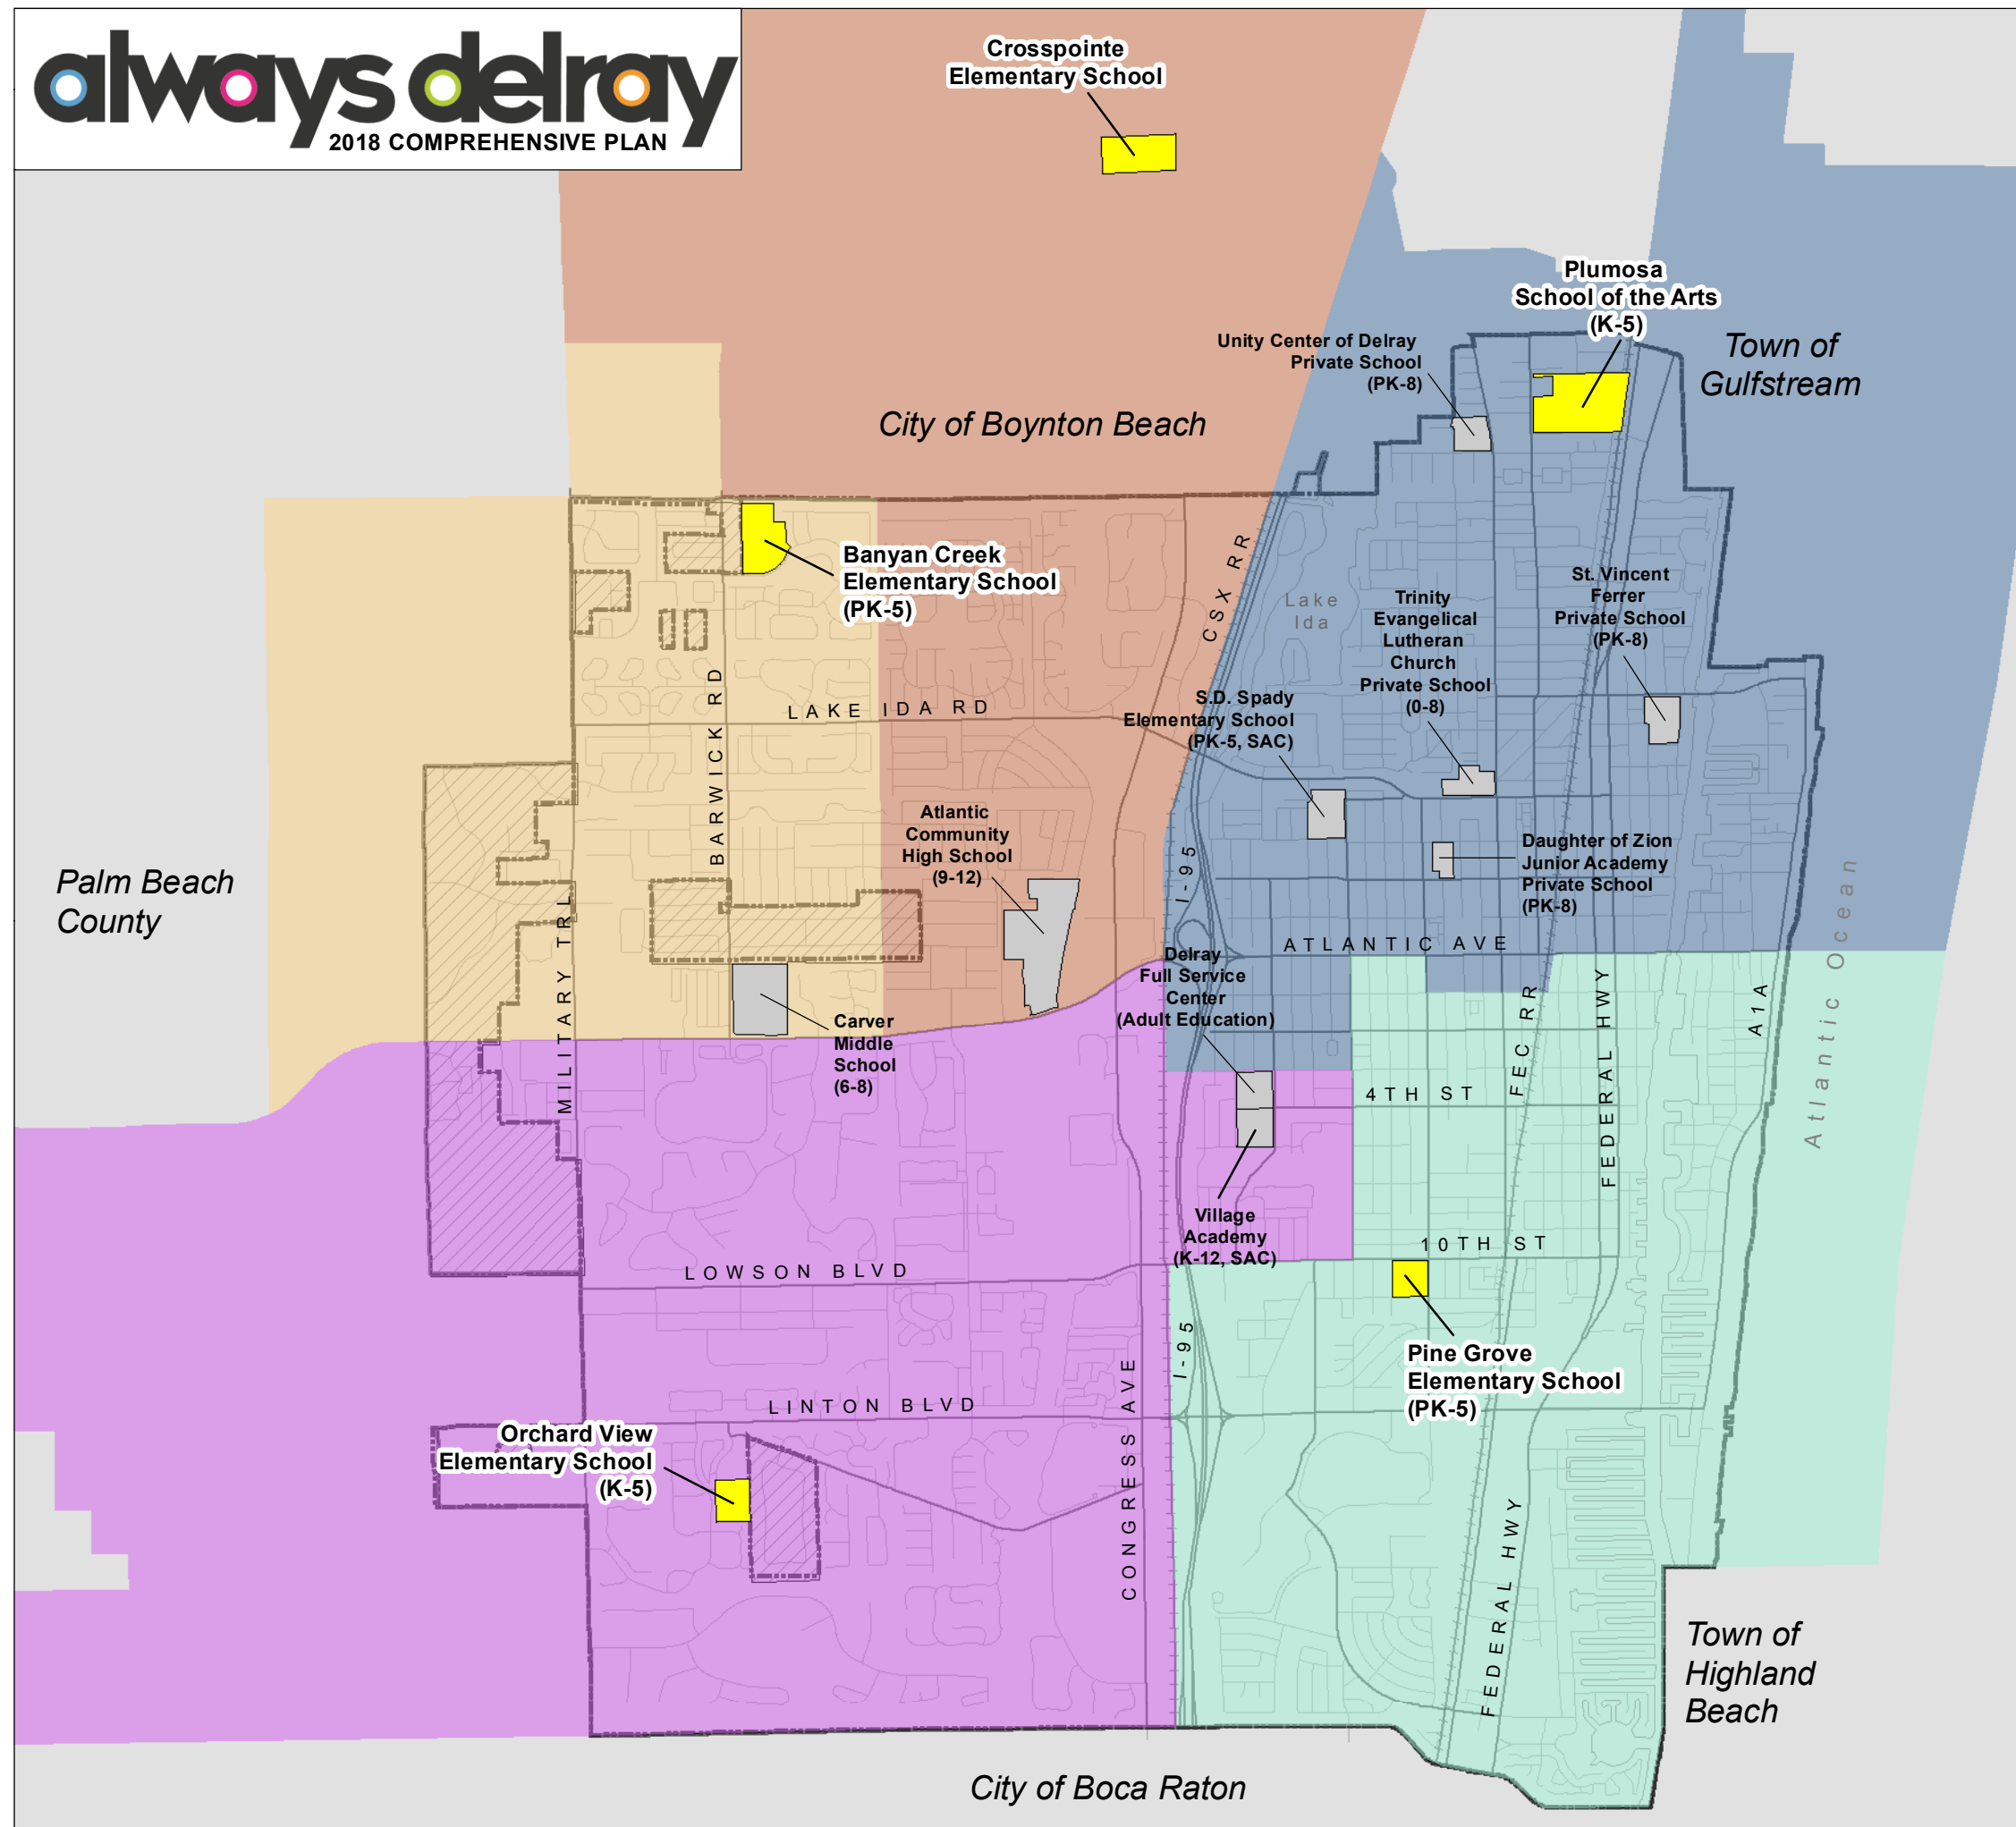 always delray
2018 COMPREHENSIVE PLAN
Crosspointe
Elementary School
Plumosa
School of the Arts
(K-5)
Town of
Gulfstream
Unity Center of Delray
Private School
(PK-8)
City of Boynton Beach
Banyan Creek
Elementary School
(PK-5)
CSX RR
Lake
Ida
St. Vincent
Ferrer
Private School
(PK-8)
Trinity
Evangelical
Lutheran
Church
Private School
(0-8)
S.D. Spady
Elementary School
(PK-5, SAC)
LAKE IDA RD
BARWICK RD
Atlantic
Community
High School
(9-12)
Daughter of Zion
Junior Academy
Private School
(PK-8)
I-95
Palm Beach
County
MILITARY TRL
ATLANTIC AVE
Atlantic Ocean
Delray
Full Service
Center
(Adult Education)
Carver
Middle
School
(6-8)
FEC RR
FEDERAL HWY
A1A
4TH ST
Village
Academy
(K-12, SAC)
10TH ST
LOWSON BLVD
I-95
Pine Grove
Elementary School
(PK-5)
LINTON BLVD
CONGRESS AVE
Orchard View
Elementary School
(K-5)
FEDERAL HWY
Town of
Highland
Beach
City of Boca Raton